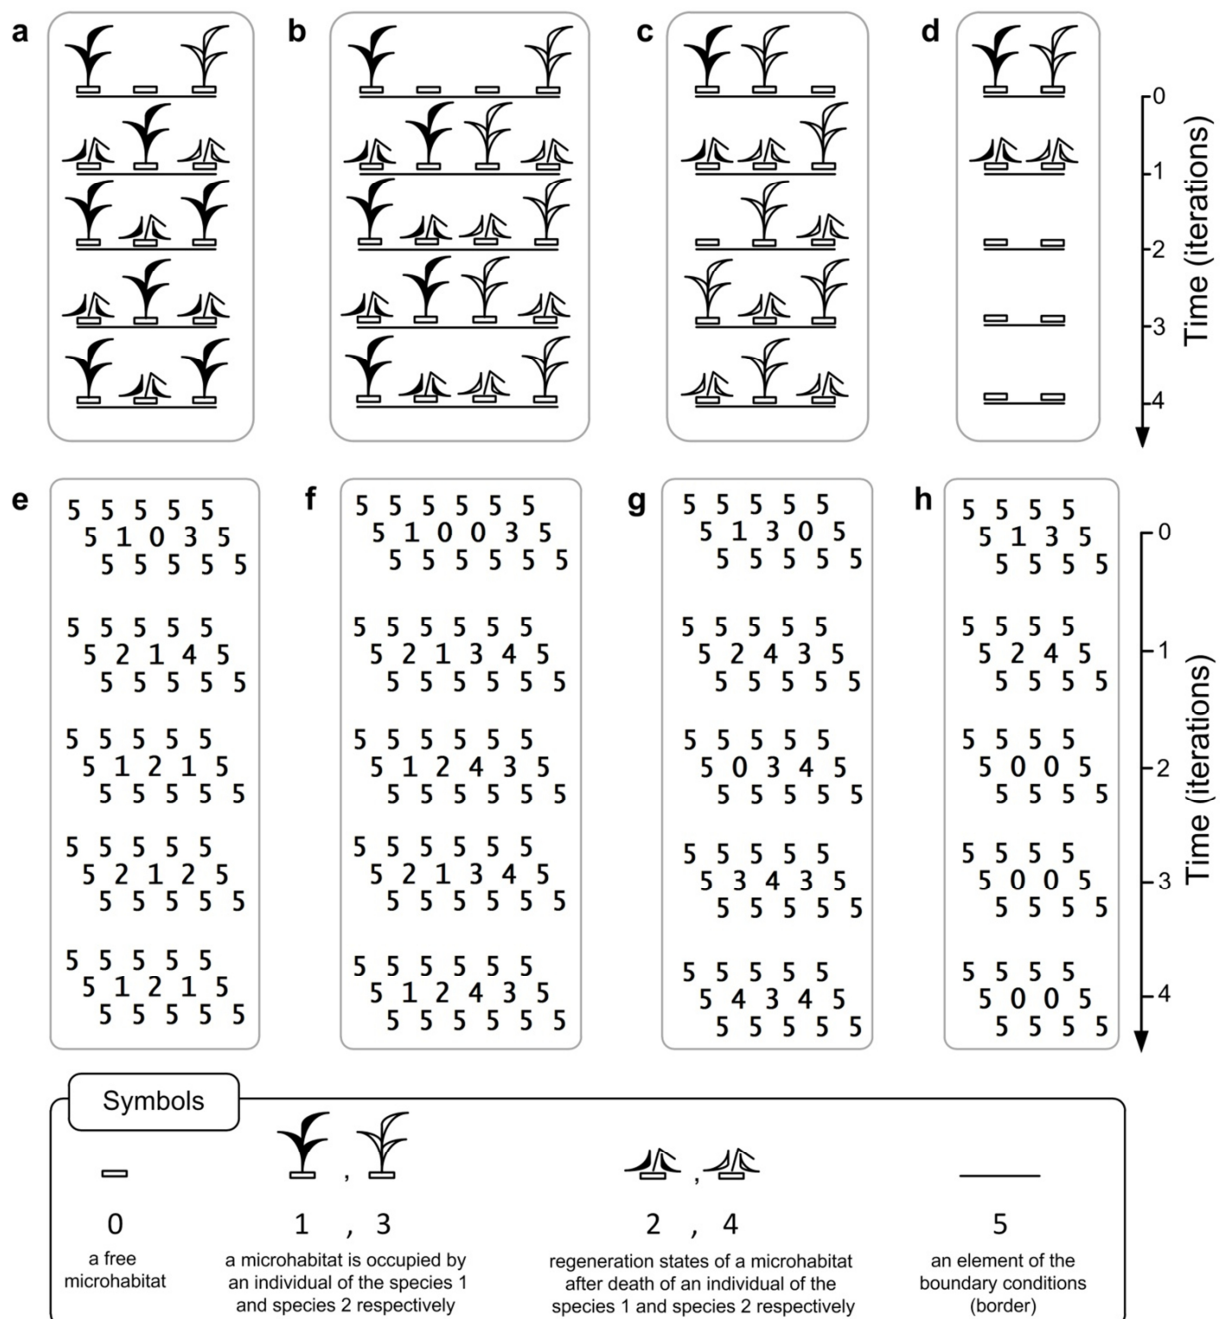 a
b
c
d
0
1
2
3
4
Time (iterations)
e
5 5 5 5 5
5 1 0 3 5
5 5 5 5 5
5 5 5 5 5
5 2 1 4 5
5 5 5 5 5
5 5 5 5 5
5 1 2 1 5
5 5 5 5 5
5 5 5 5 5
5 2 1 2 5
5 5 5 5 5
5 5 5 5 5
5 1 2 1 5
5 5 5 5 5
f
5 5 5 5 5 5
5 1 0 0 3 5
5 5 5 5 5 5
5 5 5 5 5 5
5 2 1 3 4 5
5 5 5 5 5 5
5 5 5 5 5 5
5 1 2 4 3 5
5 5 5 5 5 5
5 5 5 5 5 5
5 2 1 3 4 5
5 5 5 5 5 5
5 5 5 5 5 5
5 1 2 4 3 5
5 5 5 5 5 5
g
5 5 5 5 5
5 1 3 0 5
5 5 5 5 5
5 5 5 5 5
5 2 4 3 5
5 5 5 5 5
5 5 5 5 5
5 0 3 4 5
5 5 5 5 5
5 5 5 5 5
5 3 4 3 5
5 5 5 5 5
5 5 5 5 5
5 4 3 4 5
5 5 5 5 5
h
5 5 5 5
5 1 3 5
5 5 5 5
5 5 5 5
5 2 4 5
5 5 5 5
5 5 5 5
5 0 0 5
5 5 5 5
5 5 5 5
5 0 0 5
5 5 5 5
5 5 5 5
5 0 0 5
5 5 5 5
0
1
2
3
4
Time (iterations)
Symbols
, ,
0 1 , 3 2 , 4 5
a free
microhabitat
a microhabitat is occupied by
an individual of the species 1
and species 2 respectively
regeneration states of a microhabitat
after death of an individual of the
species 1 and species 2 respectively
an element of the
boundary conditions
(border)